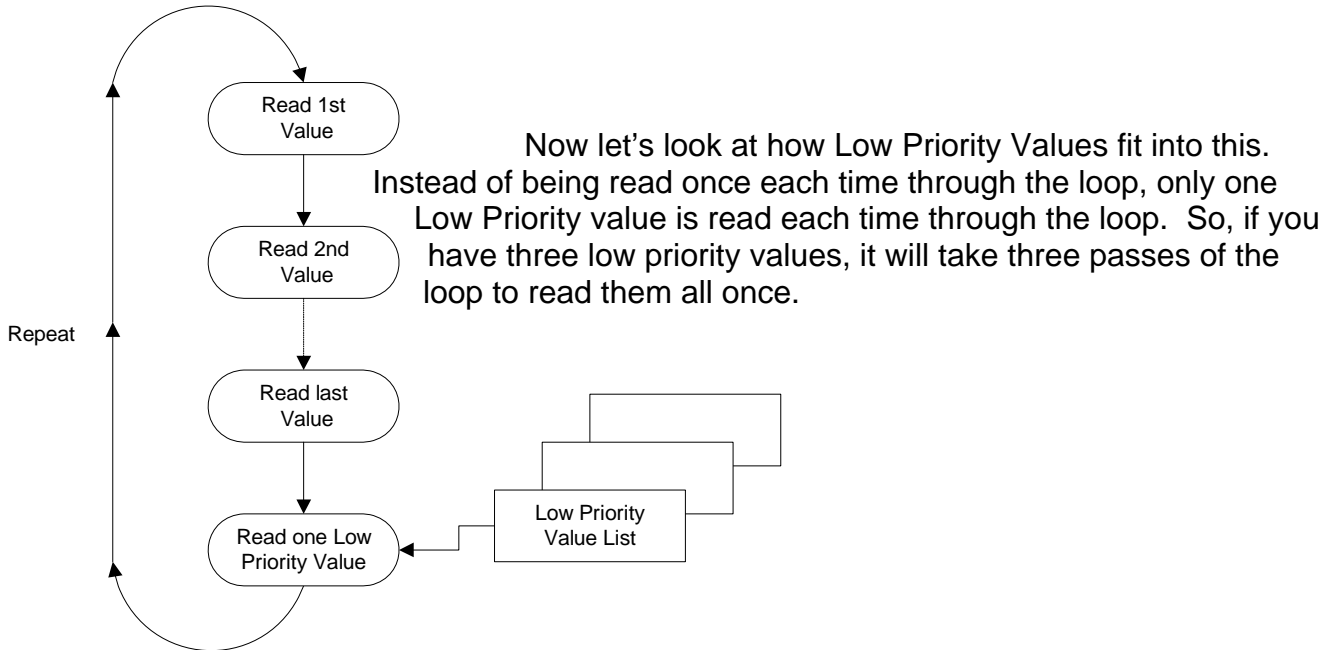 Read 1st
Value
Now let’s look at how Low Priority Values fit into this.
Instead of being read once each time through the loop, only one
Low Priority value is read each time through the loop.  So, if you
have three low priority values, it will take three passes of the
loop to read them all once.
Read 2nd
Value
Repeat
Read last
Value
Read one Low
Priority Value
Low Priority
Value List